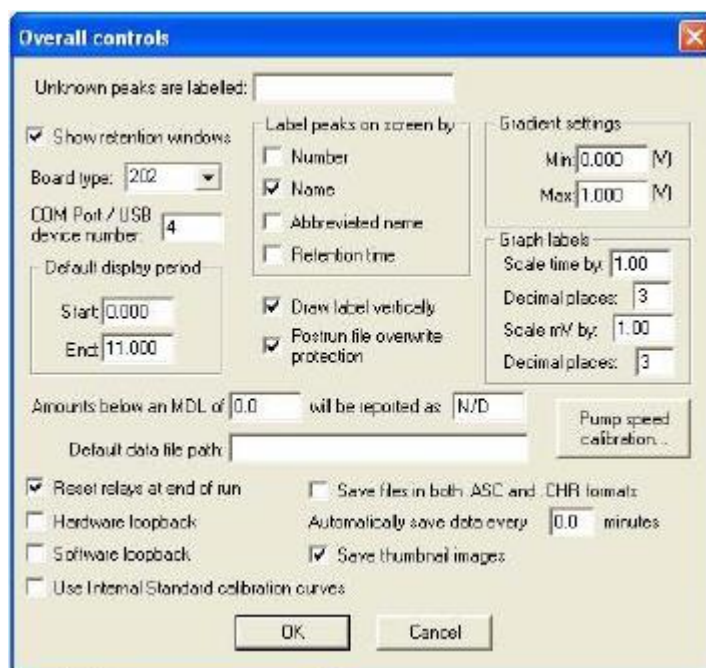 Overall controls
Unknown peaks are labelled:
Show retention windows
Board type: 202
COM Port / USB
device number: 4
Default display period
Start: 0.000
End: 11.000
Label peaks on screen by
Number
Name
Abbreviated name
Retention time
Draw label vertically
Postrun file overwrite
protection
Gradient settings
Min: 0.000 (V)
Max: 1.000 (V)
Graph labels
Scale time by: 1.00
Decimal places: 3
Scale mV by: 1.00
Decimal places: 3
Amounts below an MDL of 0.0 will be reported as: N/D
Pump speed
calibration...
Default data file path:
Reset relays at end of run
Hardware loopback
Software loopback
Use Internal Standard calibration curves
Save files in both .ASC and .CHR formats
Automatically save data every 0.0 minutes
Save thumbnail images
OK
Cancel